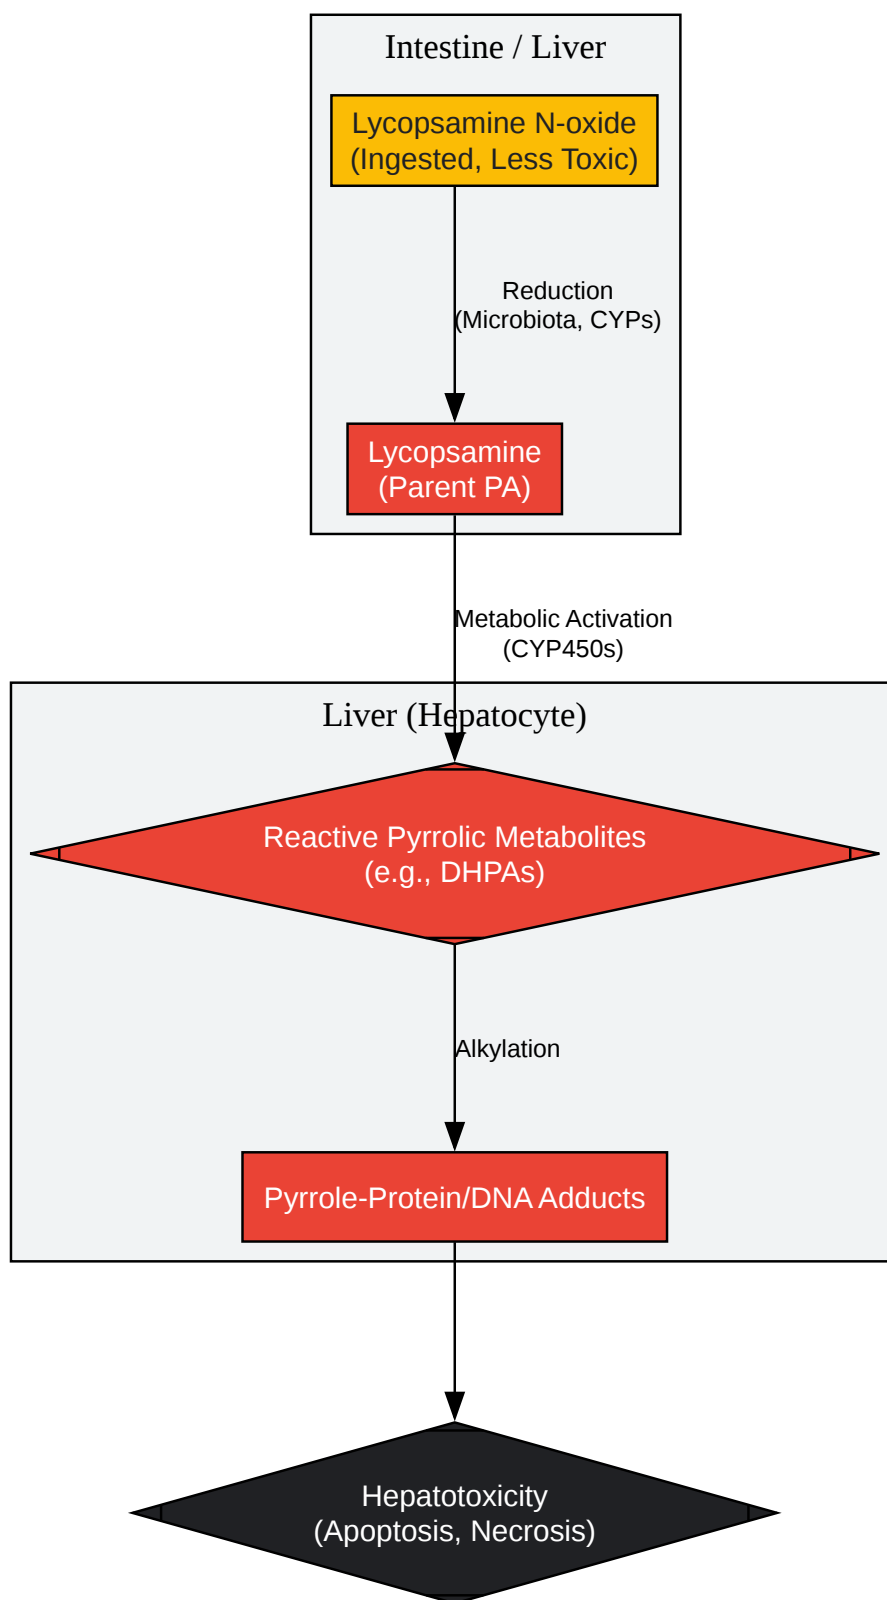 Intestine / Liver
Lycopsamine N-oxide
(Ingested, Less Toxic)
Reduction
(Microbiota, CYPs)
Lycopsamine
(Parent PA)
Metabolic Activation
(CYP450s)
Liver (Hepatocyte)
Reactive Pyrrolic Metabolites
(e.g., DHPAs)
Alkylation
Pyrrole-Protein/DNA Adducts
Hepatotoxicity
(Apoptosis, Necrosis)